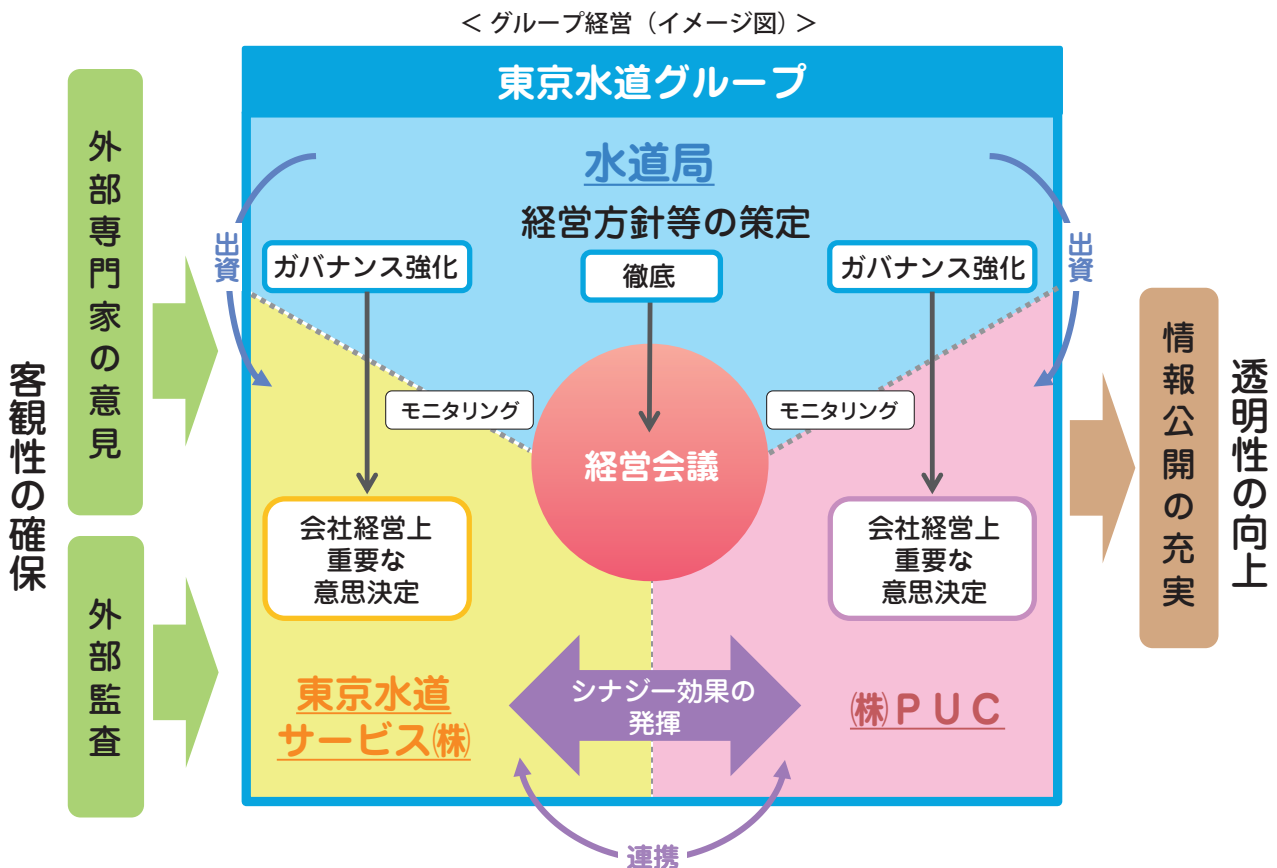 ＜ グループ経営（イメージ図）＞
東京水道グループ
水道局
経営方針等の策定
出資
ガバナンス強化
徹底
ガバナンス強化
出資
モニタリング
モニタリング
経営会議
会社経営上
重要な
意思決定
会社経営上
重要な
意思決定
東京水道
サービス㈱
シナジー効果の
発揮
㈱ＰＵＣ
連携
客観性の確保
外部専門家の意見
外部監査
情報公開の充実
透明性の向上